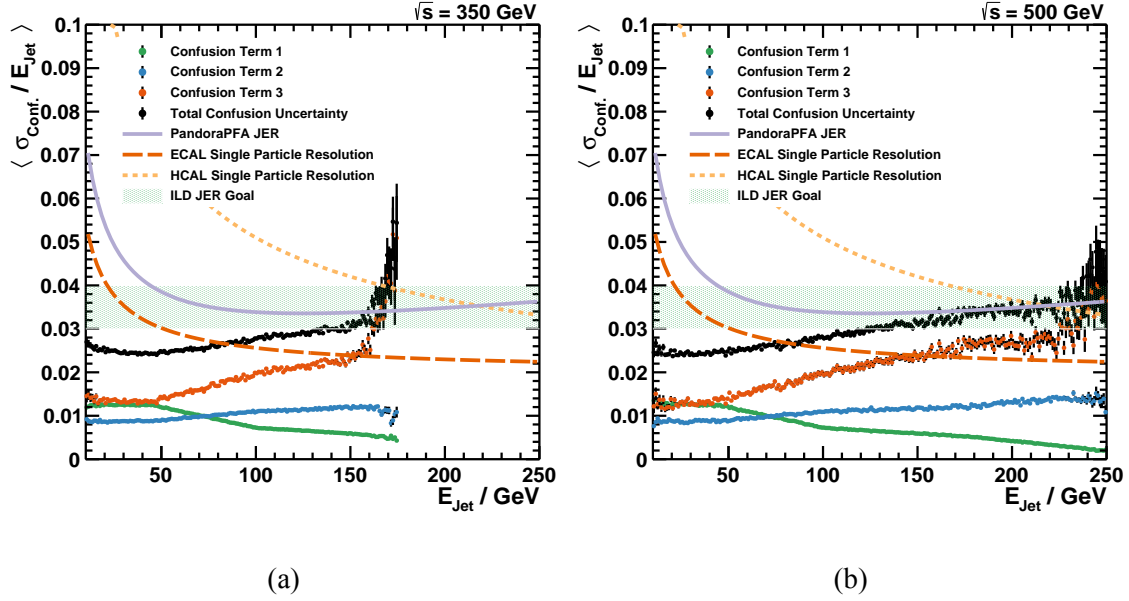 √s = 350 GeV
⟨ σConf. / EJet ⟩
0.1
0.09
0.08
0.07
0.06
0.05
0.04
0.03
0.02
0.01
0
Confusion Term 1
Confusion Term 2
Confusion Term 3
Total Confusion Uncertainty
PandoraPFA JER
ECAL Single Particle Resolution
HCAL Single Particle Resolution
ILD JER Goal
50 100 150 200 250
EJet / GeV
(a)
√s = 500 GeV
⟨ σConf. / EJet ⟩
0.1
0.09
0.08
0.07
0.06
0.05
0.04
0.03
0.02
0.01
0
Confusion Term 1
Confusion Term 2
Confusion Term 3
Total Confusion Uncertainty
PandoraPFA JER
ECAL Single Particle Resolution
HCAL Single Particle Resolution
ILD JER Goal
50 100 150 200 250
EJet / GeV
(b)